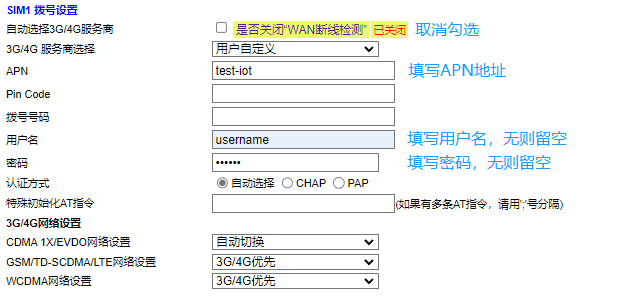 SIM1 拨号设置
自动选择3G/4G服务商 是否关闭“WAN断线检测” 已关闭 取消勾选
3G/4G 服务商选择 用户自定义
APN test-iot 填写APN地址
Pin Code
拨号号码
用户名 username 填写用户名，无则留空
密码 •••••• 填写密码，无则留空
认证方式 自动选择 CHAP PAP
特殊初始化AT指令 (如果有多条AT指令，请用';'号分隔)
3G/4G网络设置
CDMA 1X/EVDO网络设置 自动切换
GSM/TD-SCDMA/LTE网络设置 3G/4G优先
WCDMA网络设置 3G/4G优先